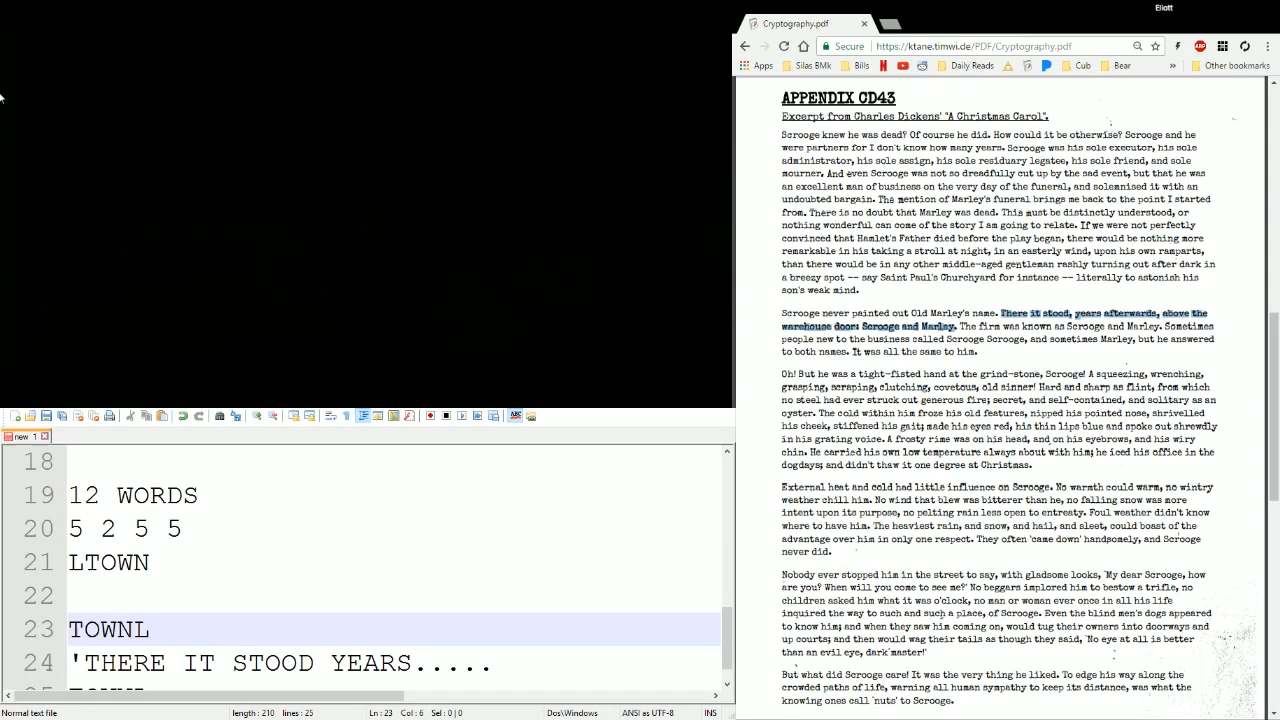 Eliott
Cryptography.pdf
Secure https://ktane.timwi.de/PDF/Cryptography.pdf
Apps Silas BMk Bills Daily Reads Cub Bear » Other bookmarks
APPENDIX CD43
Excerpt from Charles Dickens' "A Christmas Carol".
Scrooge knew he was dead? Of course he did. How could it be otherwise? Scrooge and he
were partners for I don't know how many years. Scrooge was his sole executor, his sole
administrator, his sole assign, his sole residuary legatee, his sole friend, and sole
mourner. And even Scrooge was not so dreadfully cut up by the sad event, but that he was
an excellent man of business on the very day of the funeral, and solemnised it with an
undoubted bargain. The mention of Marley's funeral brings me back to the point I started
from. There is no doubt that Marley was dead. This must be distinctly understood, or
nothing wonderful can come of the story I am going to relate. If we were not perfectly
convinced that Hamlet's Father died before the play began, there would be nothing more
remarkable in his taking a stroll at night, in an easterly wind, upon his own ramparts,
than there would be in any other middle-aged gentleman rashly turning out after dark in
a breezy spot -- say Saint Paul's Churchyard for instance -- literally to astonish his
son's weak mind.
Scrooge never painted out Old Marley's name. There it stood, years afterwards, above the
warehouse door: Scrooge and Marley. The firm was known as Scrooge and Marley. Sometimes
people new to the business called Scrooge Scrooge, and sometimes Marley, but he answered
to both names. It was all the same to him.
Oh! But he was a tight-fisted hand at the grind-stone, Scrooge! A squeezing, wrenching,
grasping, scraping, clutching, covetous, old sinner! Hard and sharp as flint, from which
no steel had ever struck out generous fire; secret, and self-contained, and solitary as an
oyster. The cold within him froze his old features, nipped his pointed nose, shrivelled
his cheek, stiffened his gait; made his eyes red, his thin lips blue and spoke out shrewdly
in his grating voice. A frosty rime was on his head, and on his eyebrows, and his wiry
chin. He carried his own low temperature always about with him; he iced his office in the
dogdays; and didn't thaw it one degree at Christmas.
External heat and cold had little influence on Scrooge. No warmth could warm, no wintry
weather chill him. No wind that blew was bitterer than he, no falling snow was more
intent upon its purpose, no pelting rain less open to entreaty. Foul weather didn't know
where to have him. The heaviest rain, and snow, and hail, and sleet, could boast of the
advantage over him in only one respect. They often 'came down' handsomely, and Scrooge
never did.
Nobody ever stopped him in the street to say, with gladsome looks, 'My dear Scrooge, how
are you? When will you come to see me?' No beggars implored him to bestow a trifle, no
children asked him what it was o'clock, no man or woman ever once in all his life
inquired the way to such and such a place, of Scrooge. Even the blind men's dogs appeared
to know him; and when they saw him coming on, would tug their owners into doorways and
up courts; and then would wag their tails as though they said, 'No eye at all is better
than an evil eye, dark master!'
But what did Scrooge care! It was the very thing he liked. To edge his way along the
crowded paths of life, warning all human sympathy to keep its distance, was what the
knowing ones call 'nuts' to Scrooge.
new 1
18
19 12 WORDS
20 5 2 5 5
21 LTOWN
22
23 TOWNL
24 'THERE IT STOOD YEARS.....
Normal text file length: 210 lines: 25 Ln: 23 Col: 6 Sel: 0 | 0 Dos\Windows ANSI as UTF-8 INS